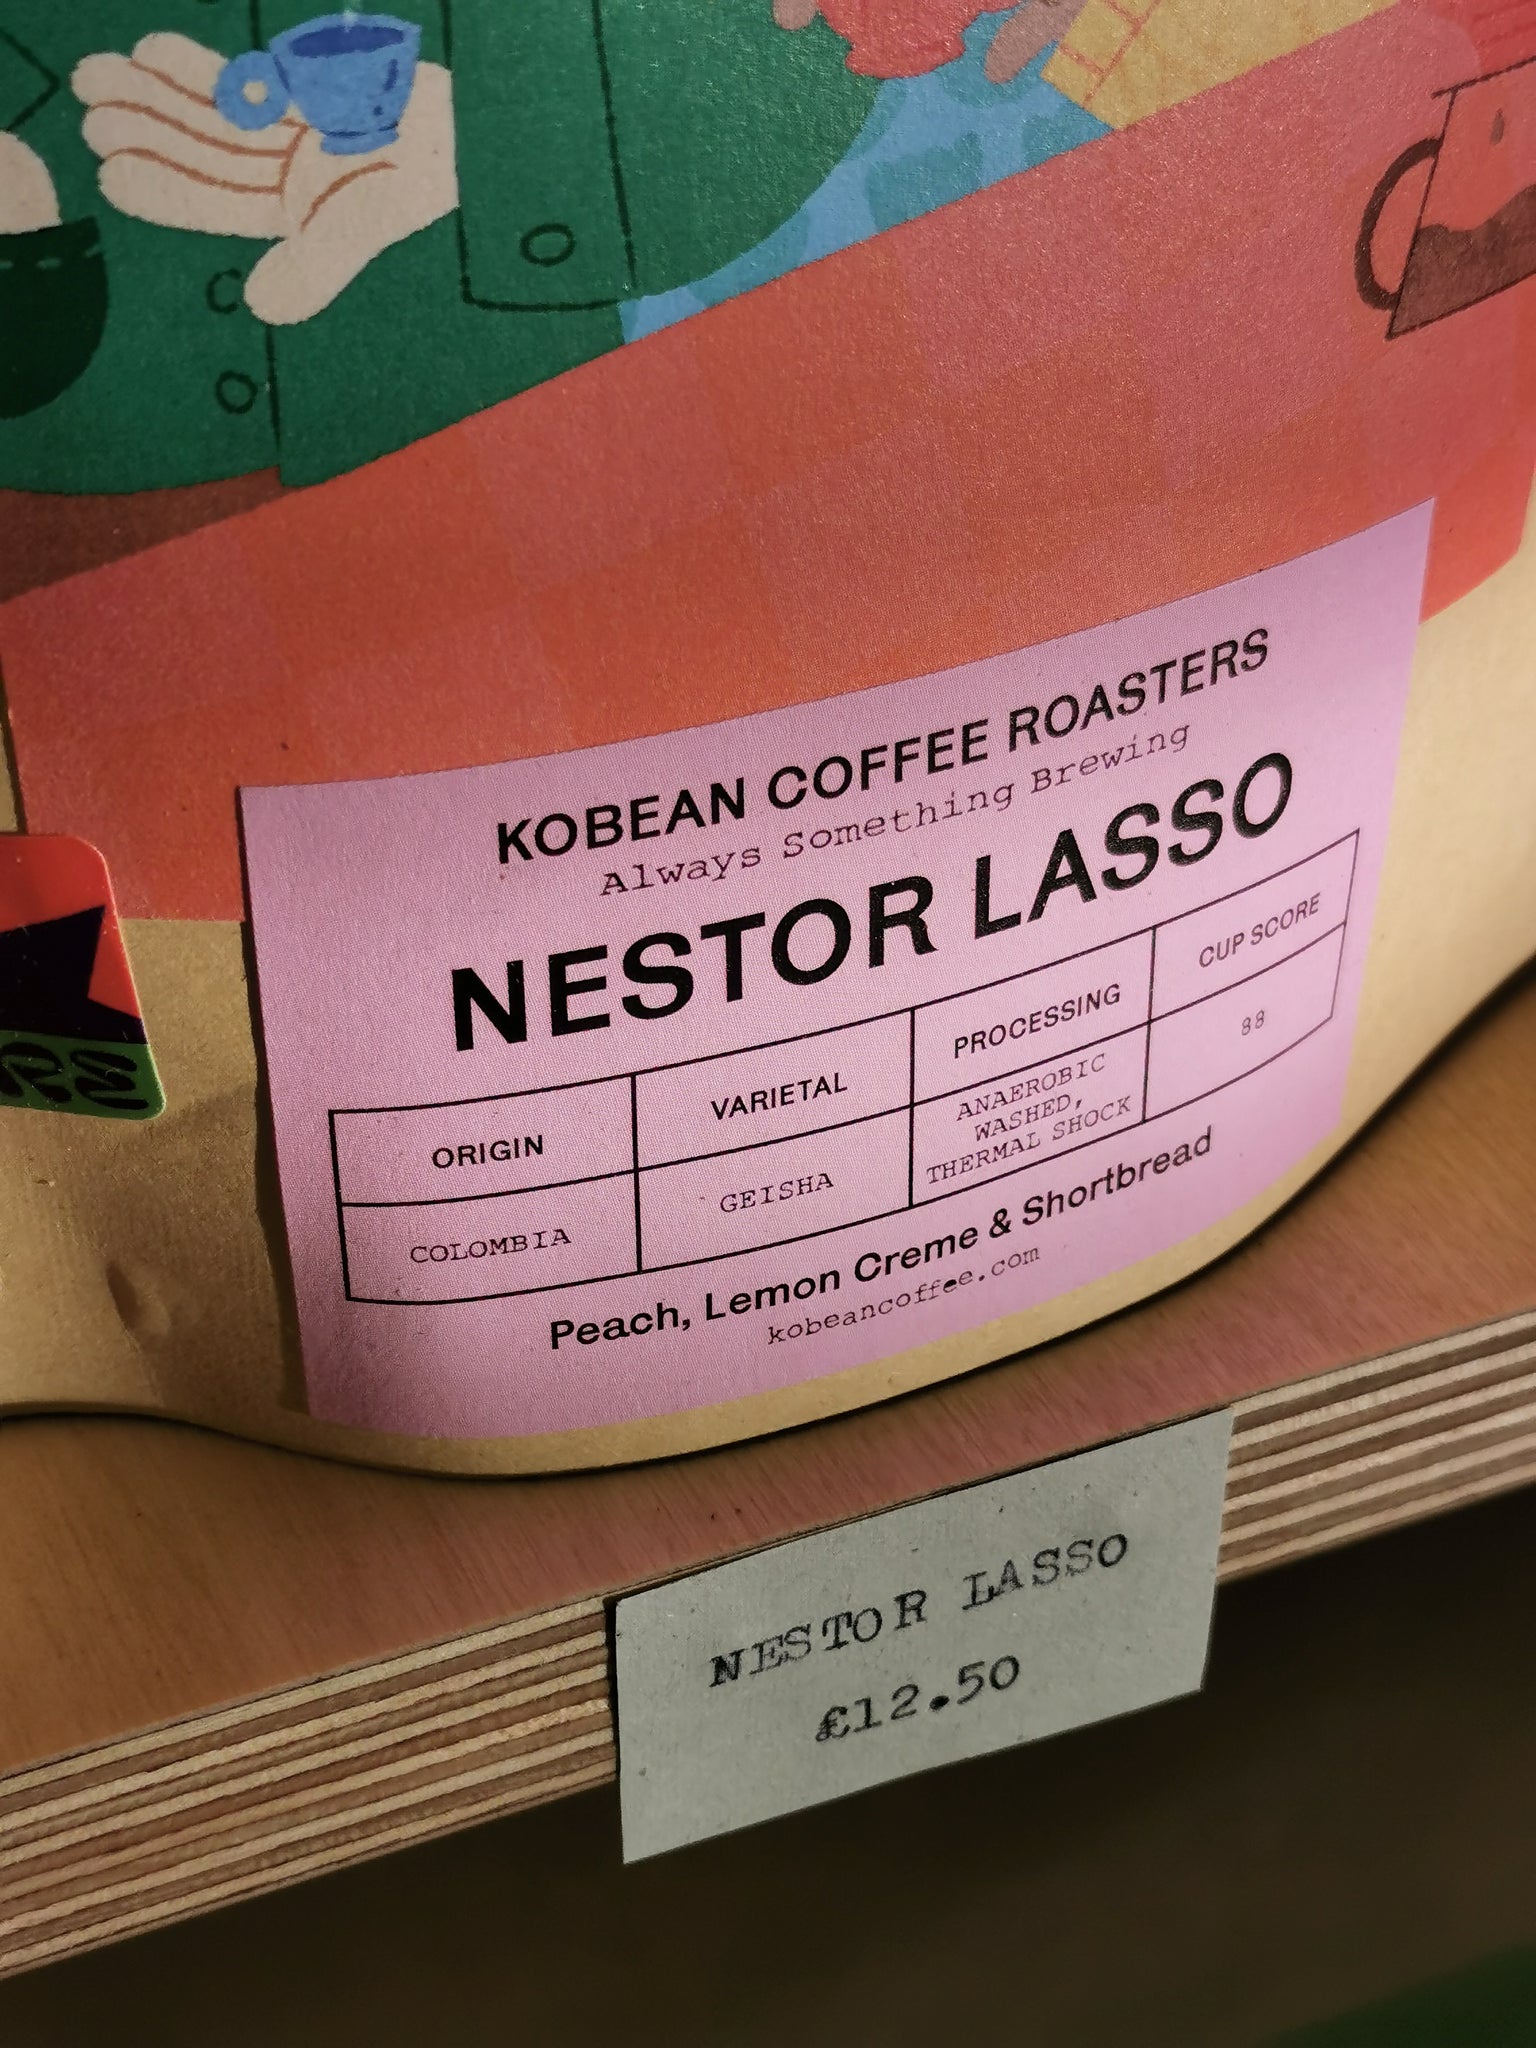 KOBEAN COFFEE ROASTERS
Always Something Brewing
NESTOR LASSO
ORIGIN
VARIETAL
PROCESSING
CUP SCORE
COLOMBIA
GEISHA
ANAEROBIC
WASHED,
THERMAL SHOCK
88
Peach, Lemon Creme & Shortbread
kobeancoffee.com
NESTOR LASSO
£12.50